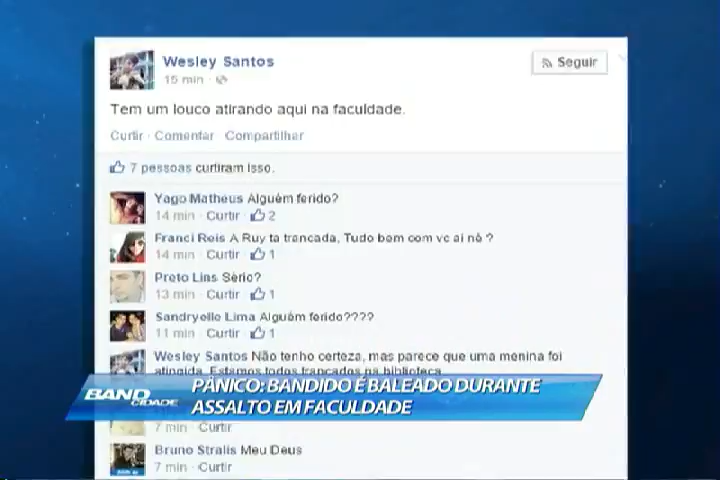 Wesley Santos
Seguir
15 min
Tem um louco atirando aqui na faculdade.
Curtir · Comentar · Compartilhar
7 pessoas curtiram isso.
Yago Matheus Alguém ferido?
14 min · Curtir · 2
Franci Reis A Ruy ta trancada, Tudo bem com vc ai né ?
14 min · Curtir · 1
Preto Lins Sério?
13 min · Curtir · 1
Sandryelle Lima Alguém ferido????
11 min · Curtir · 1
Wesley Santos Não tenho certeza, mas parece que uma menina foi
atingida. Estamos todos trancados na biblioteca.
PÂNICO: BANDIDO É BALEADO DURANTE
ASSALTO EM FACULDADE
BAND
CIDADE
7 min · Curtir
Bruno Stralis Meu Deus
7 min · Curtir